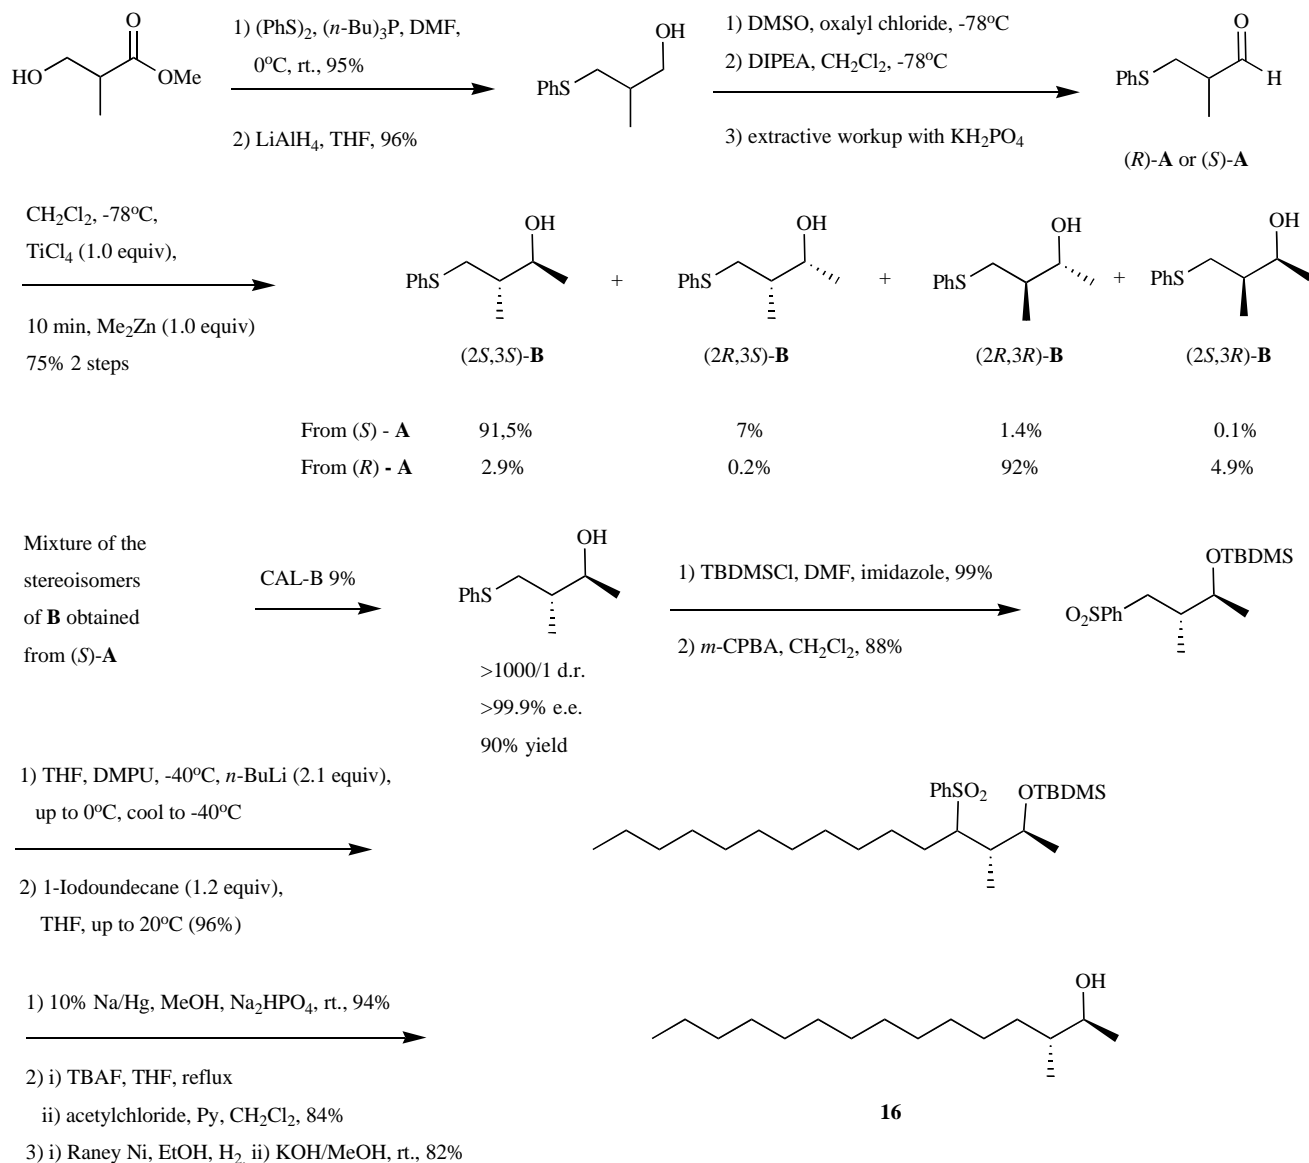 O
HO
OMe
1) (PhS)2, (n-Bu)3P, DMF,
0ºC, rt., 95%
2) LiAlH4, THF, 96%
OH
PhS
1) DMSO, oxalyl chloride, -78ºC
2) DIPEA, CH2Cl2, -78ºC
3) extractive workup with KH2PO4
O
PhS
H
(R)-A or (S)-A
CH2Cl2, -78ºC,
TiCl4 (1.0 equiv),
10 min, Me2Zn (1.0 equiv)
75% 2 steps
OH
PhS
(2S,3S)-B
+
OH
PhS
(2R,3S)-B
+
OH
PhS
(2R,3R)-B
+
OH
PhS
(2S,3R)-B
From (S) - A 91,5% 7% 1.4% 0.1%
From (R) - A 2.9% 0.2% 92% 4.9%
Mixture of the
stereoisomers
of B obtained
from (S)-A
CAL-B 9%
OH
PhS
>1000/1 d.r.
>99.9% e.e.
90% yield
1) TBDMSCl, DMF, imidazole, 99%
2) m-CPBA, CH2Cl2, 88%
OTBDMS
O2SPh
1) THF, DMPU, -40ºC, n-BuLi (2.1 equiv),
up to 0ºC, cool to -40ºC
2) 1-Iodoundecane (1.2 equiv),
THF, up to 20ºC (96%)
PhSO2
OTBDMS
1) 10% Na/Hg, MeOH, Na2HPO4, rt., 94%
2) i) TBAF, THF, reflux
ii) acetylchloride, Py, CH2Cl2, 84%
3) i) Raney Ni, EtOH, H2, ii) KOH/MeOH, rt., 82%
OH
16